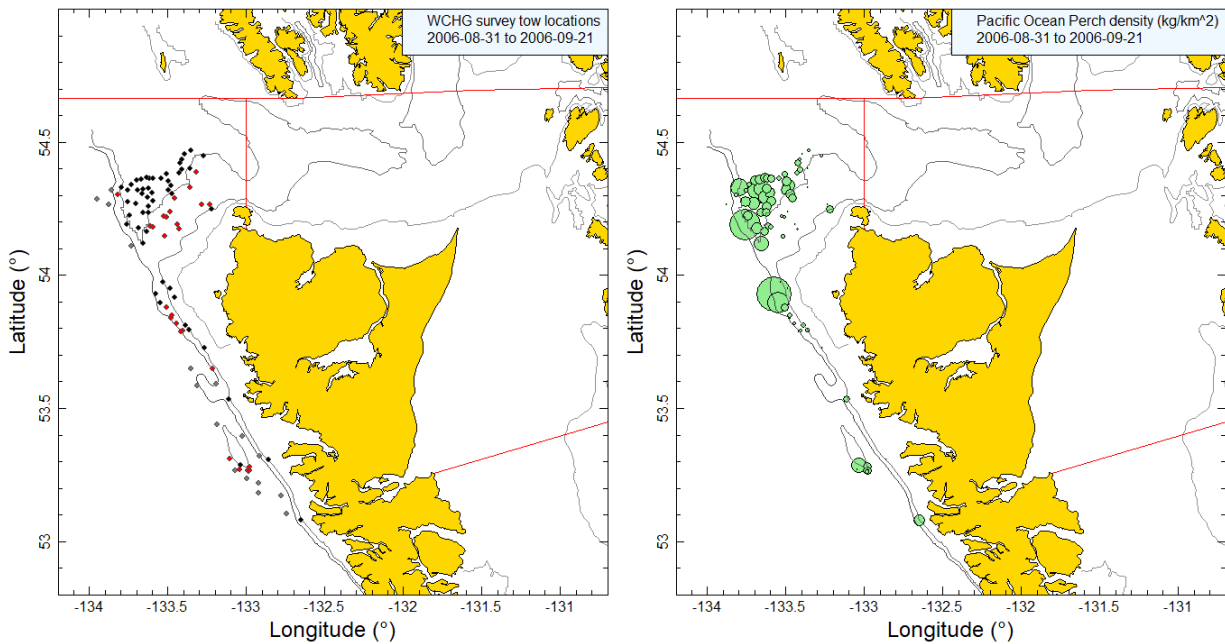 WCHG survey tow locations
2006-08-31 to 2006-09-21
54.5
54
53.5
53
Latitude (°)
-134
-133.5
-133
-132.5
-132
-131.5
-131
Longitude (°)
Pacific Ocean Perch density (kg/km^2)
2006-08-31 to 2006-09-21
54.5
54
53.5
53
Latitude (°)
-134
-133.5
-133
-132.5
-132
-131.5
-131
Longitude (°)